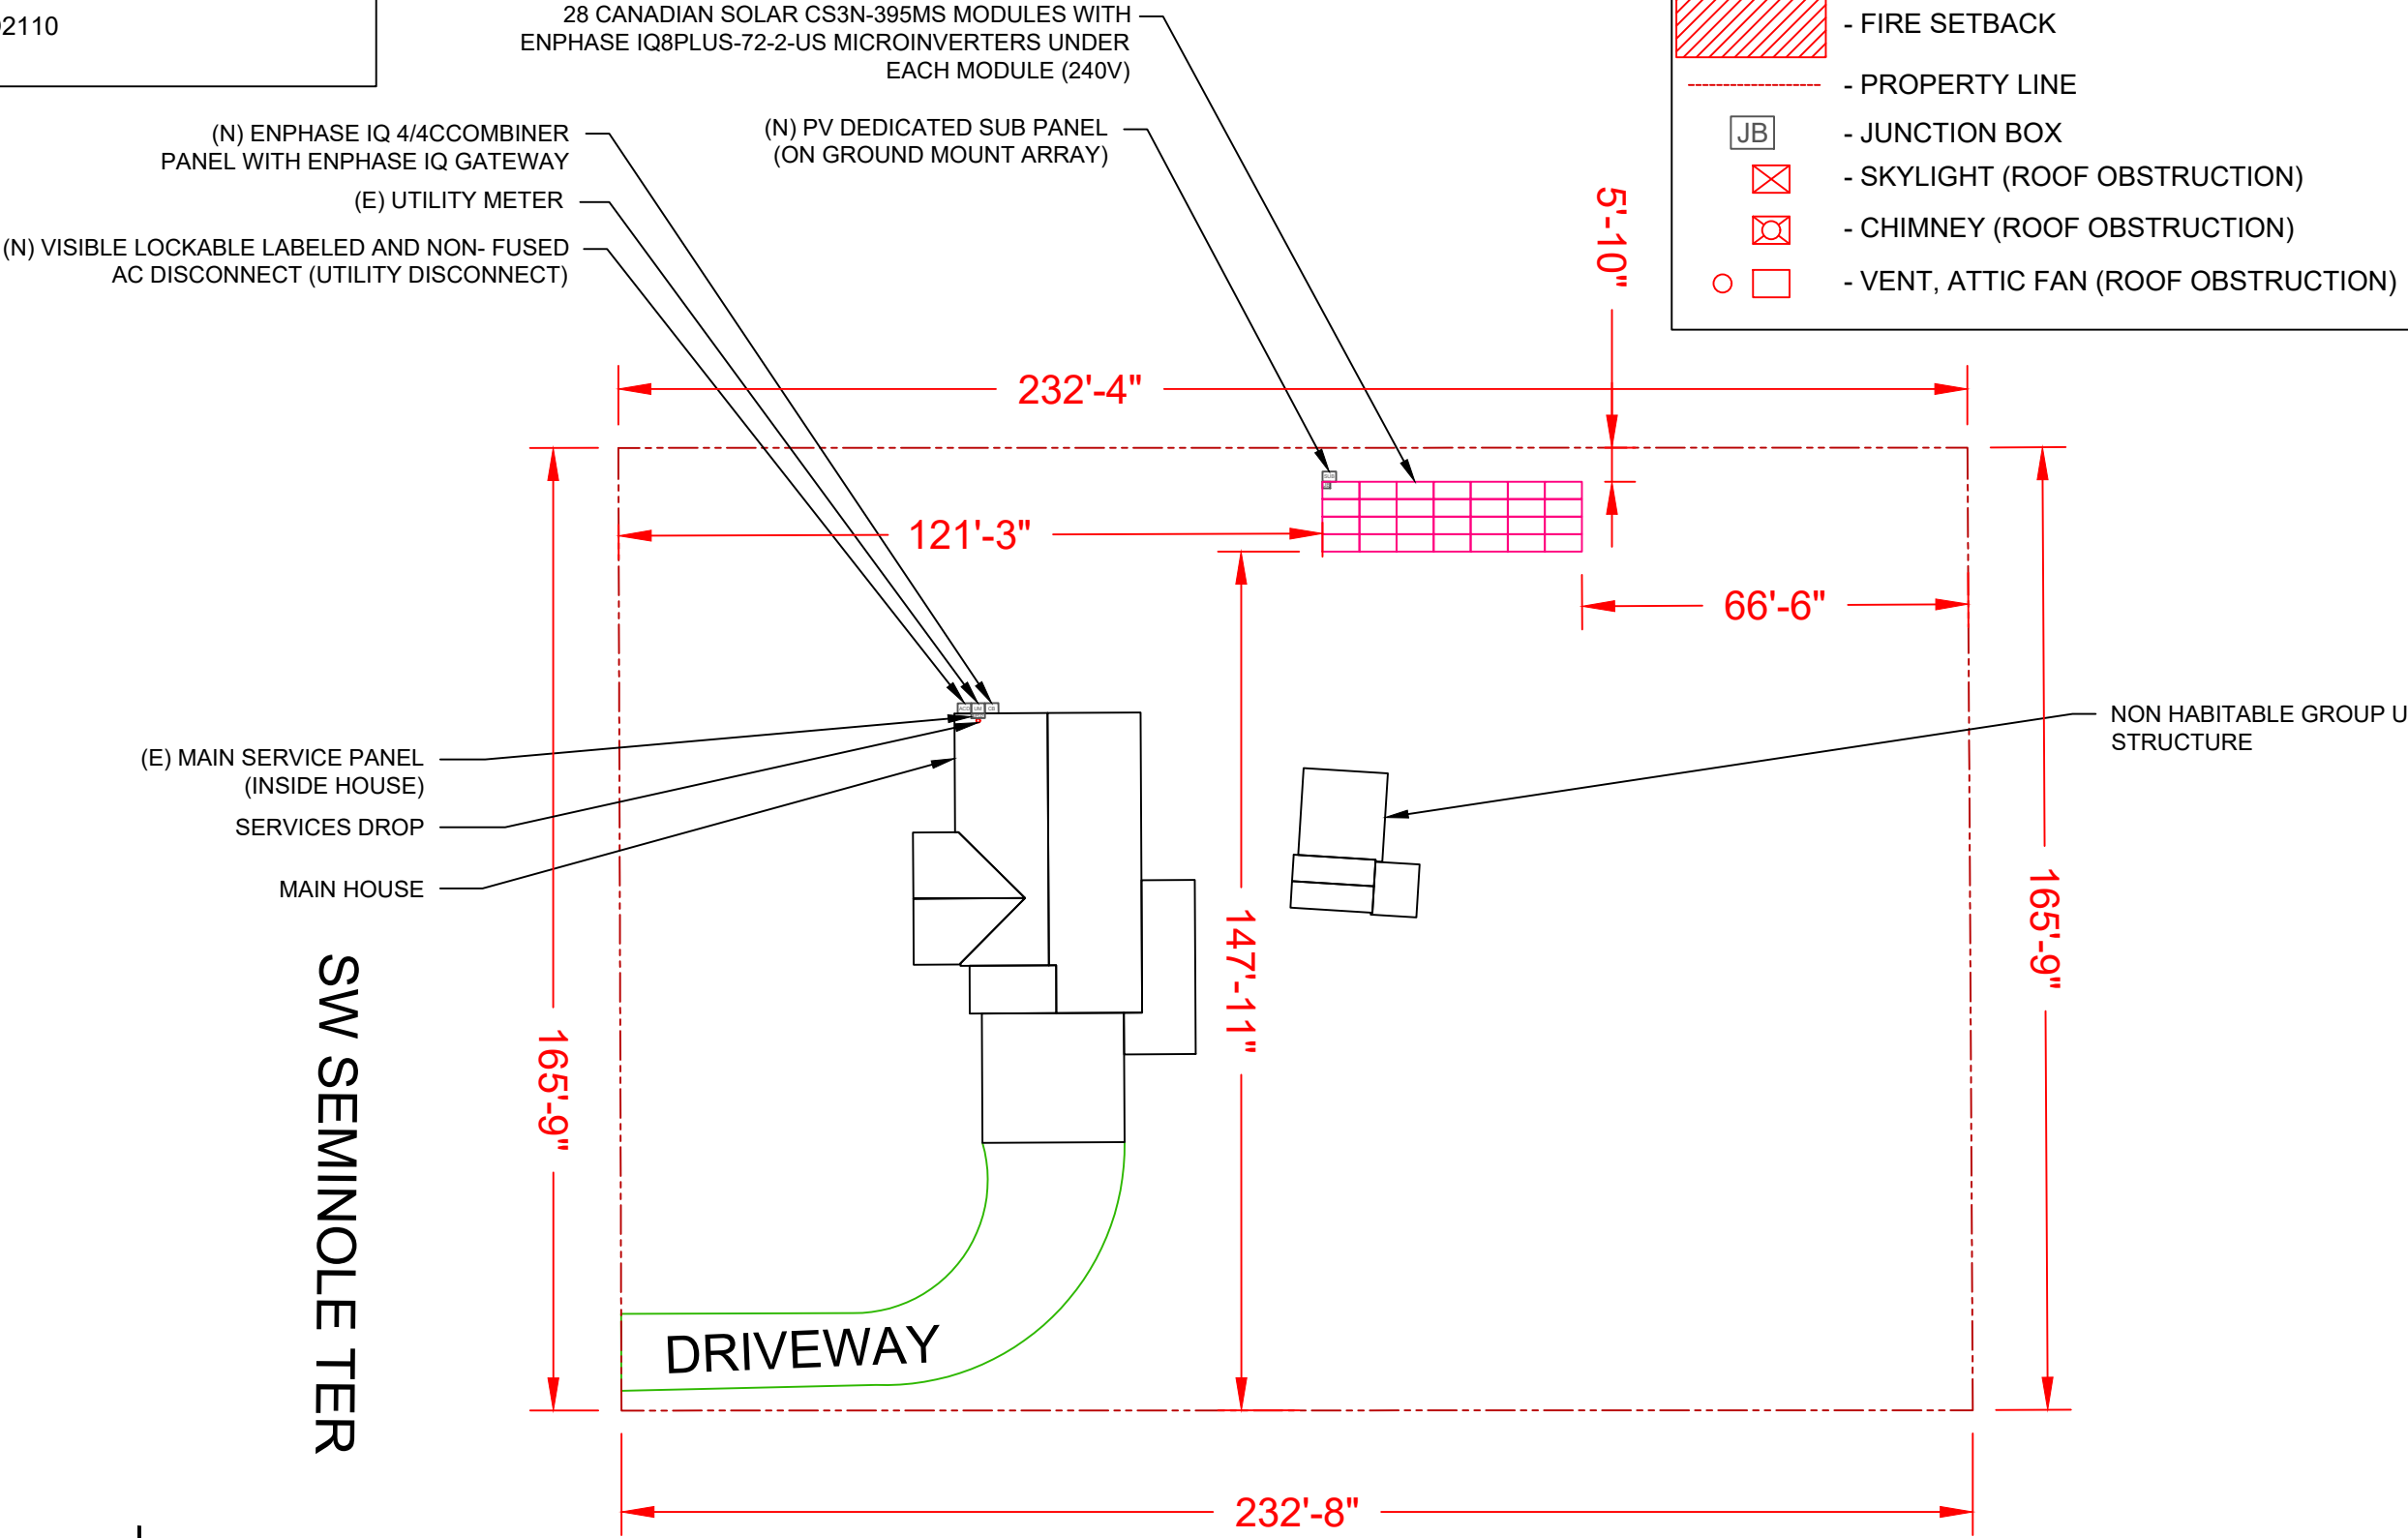 02110
28 CANADIAN SOLAR CS3N-395MS MODULES WITH
ENPHASE IQ8PLUS-72-2-US MICROINVERTERS UNDER
EACH MODULE (240V)
- FIRE SETBACK
- PROPERTY LINE
JB - JUNCTION BOX
- SKYLIGHT (ROOF OBSTRUCTION)
- CHIMNEY (ROOF OBSTRUCTION)
- VENT, ATTIC FAN (ROOF OBSTRUCTION)
(N) ENPHASE IQ 4/4CCOMBINER
PANEL WITH ENPHASE IQ GATEWAY
(N) PV DEDICATED SUB PANEL
(ON GROUND MOUNT ARRAY)
(E) UTILITY METER
(N) VISIBLE LOCKABLE LABELED AND NON- FUSED
AC DISCONNECT (UTILITY DISCONNECT)
5'-10"
232'-4"
121'-3"
66'-6"
ACD UM CB
NON HABITABLE GROUP U
STRUCTURE
(E) MAIN SERVICE PANEL
(INSIDE HOUSE)
SERVICES DROP
MAIN HOUSE
147'-11"
165'-9"
165'-9"
SW SEMINOLE TER
DRIVEWAY
232'-8"